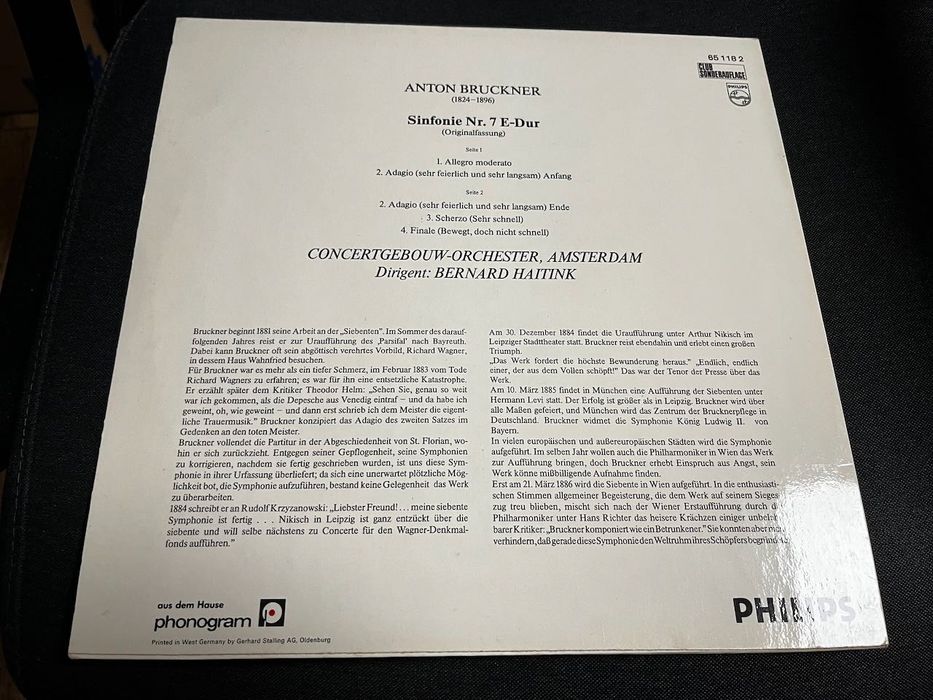 65 118 2
CLUB
SONDERAUFLAGE
PHILIPS
ANTON BRUCKNER
(1824–1896)
Sinfonie Nr. 7 E-Dur
(Originalfassung)
Seite 1
1. Allegro moderato
2. Adagio (sehr feierlich und sehr langsam) Anfang
Seite 2
2. Adagio (sehr feierlich und sehr langsam) Ende
3. Scherzo (Sehr schnell)
4. Finale (Bewegt, doch nicht schnell)
CONCERTGEBOUW-ORCHESTER, AMSTERDAM
Dirigent: BERNARD HAITINK
Bruckner beginnt 1881 seine Arbeit an der „Siebenten”. Im Sommer des darauf-
folgenden Jahres reist er zur Uraufführung des ‚Parsifal’ nach Bayreuth.
Dabei kann Bruckner oft sein abgöttisch verehrtes Vorbild, Richard Wagner,
in dessem Haus Wahnfried besuchen.
Für Bruckner war es mehr als ein tiefer Schmerz, im Februar 1883 vom Tode
Richard Wagners zu erfahren; es war für ihn eine entsetzliche Katastrophe.
Er erzählt später dem Kritiker Theodor Helm: „Sehen Sie, genau so weit
war ich gekommen, als die Depesche aus Venedig eintraf – und da habe ich
geweint, oh, wie geweint – und dann erst schrieb ich dem Meister die eigent-
liche Trauermusik.” Bruckner konzipiert das Adagio des zweiten Satzes im
Gedenken an den toten Meister.
Bruckner vollendet die Partitur in der Abgeschiedenheit von St. Florian, wo-
hin er sich zurückzieht. Entgegen seiner Gepflogenheit, seine Symphonien
zu korrigieren, nachdem sie fertig geschrieben wurden, ist uns diese Sym-
phonie in ihrer Urfassung überliefert; da sich eine unerwartet plötzliche Mög-
lichkeit bot, die Symphonie aufzuführen, bestand keine Gelegenheit das Werk
zu überarbeiten.
1884 schreibt er an Rudolf Krzyzanowski: „Liebster Freund!... meine siebente
Symphonie ist fertig . . . Nikisch in Leipzig ist ganz entzückt über die
siebente und will selbe nächstens zu Concerte für den Wagner-Denkmal-
fonds aufführen.”
Am 30. Dezember 1884 findet die Uraufführung unter Arthur Nikisch im
Leipziger Stadttheater statt. Bruckner reist ebendahin und erlebt einen großen
Triumph.
„Das Werk fordert die höchste Bewunderung heraus.” „Endlich, endlich
einer, der aus dem Vollen schöpft!” Das war der Tenor der Presse über das
Werk.
Am 10. März 1885 findet in München eine Aufführung der Siebenten unter
Hermann Levi statt. Der Erfolg ist größer als in Leipzig. Bruckner wird über
alle Maßen gefeiert, und München wird das Zentrum der Brucknerpflege in
Deutschland. Bruckner widmet die Symphonie König Ludwig II. von
Bayern.
In vielen europäischen und außereuropäischen Städten wird die Symphonie
aufgeführt. Im selben Jahr wollen auch die Philharmoniker in Wien das Werk
zur Aufführung bringen, doch Bruckner erhebt Einspruch aus Angst, sein
Werk könne mißbilligende Aufnahme finden.
Erst am 21. März 1886 wird die Siebente in Wien aufgeführt. In die enthusiasti-
schen Stimmen allgemeiner Begeisterung, die dem Werk auf seinem Sieges-
zug treu blieben, mischt sich nach der Wiener Erstaufführung durch die
Philharmoniker unter Hans Richter das heisere Krächzen einiger
barer Kritiker: „Bruckner komponiert wie ein Betrunkener.” Sie konnten aber
verhindern, daß gerade diese Symphonie den Weltruhm ihres Schöpfers
aus dem Hause
phonogram
Printed in West Germany by Gerhard Stalling AG, Oldenburg
PHILIPS